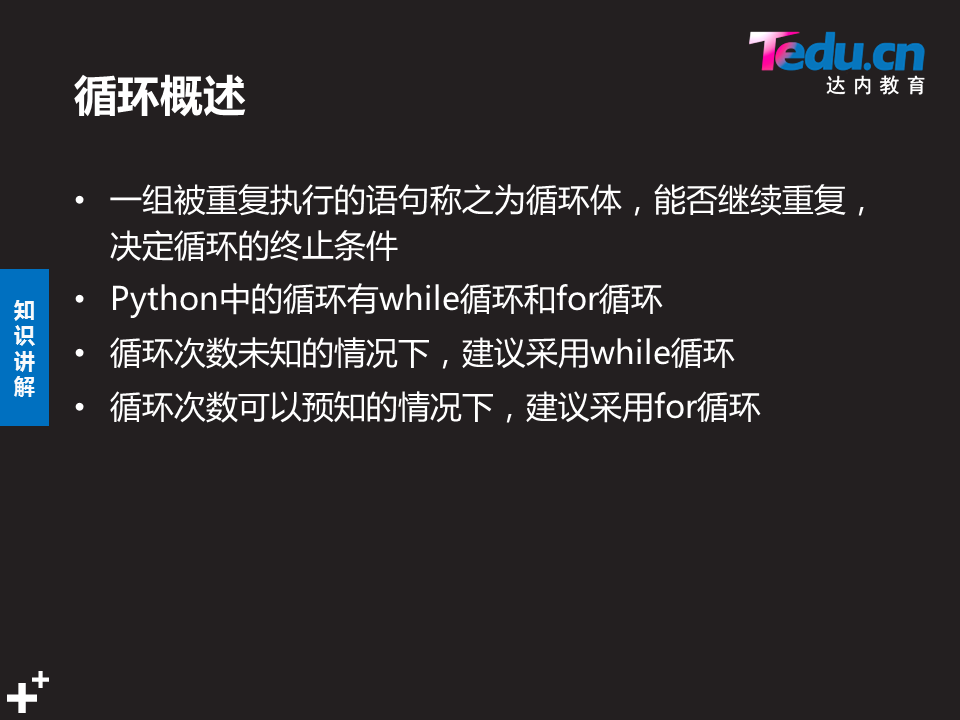 Tedu.cn
达内教育
循环概述
• 一组被重复执行的语句称之为循环体，能否继续重复，
决定循环的终止条件
• Python中的循环有while循环和for循环
• 循环次数未知的情况下，建议采用while循环
• 循环次数可以预知的情况下，建议采用for循环
知
识
讲
解